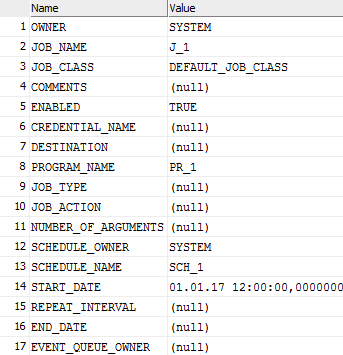 Name Value
1 OWNER SYSTEM
2 JOB_NAME J_1
3 JOB_CLASS DEFAULT_JOB_CLASS
4 COMMENTS (null)
5 ENABLED TRUE
6 CREDENTIAL_NAME (null)
7 DESTINATION (null)
8 PROGRAM_NAME PR_1
9 JOB_TYPE (null)
10 JOB_ACTION (null)
11 NUMBER_OF_ARGUMENTS (null)
12 SCHEDULE_OWNER SYSTEM
13 SCHEDULE_NAME SCH_1
14 START_DATE 01.01.17 12:00:00,0000000
15 REPEAT_INTERVAL (null)
16 END_DATE (null)
17 EVENT_QUEUE_OWNER (null)